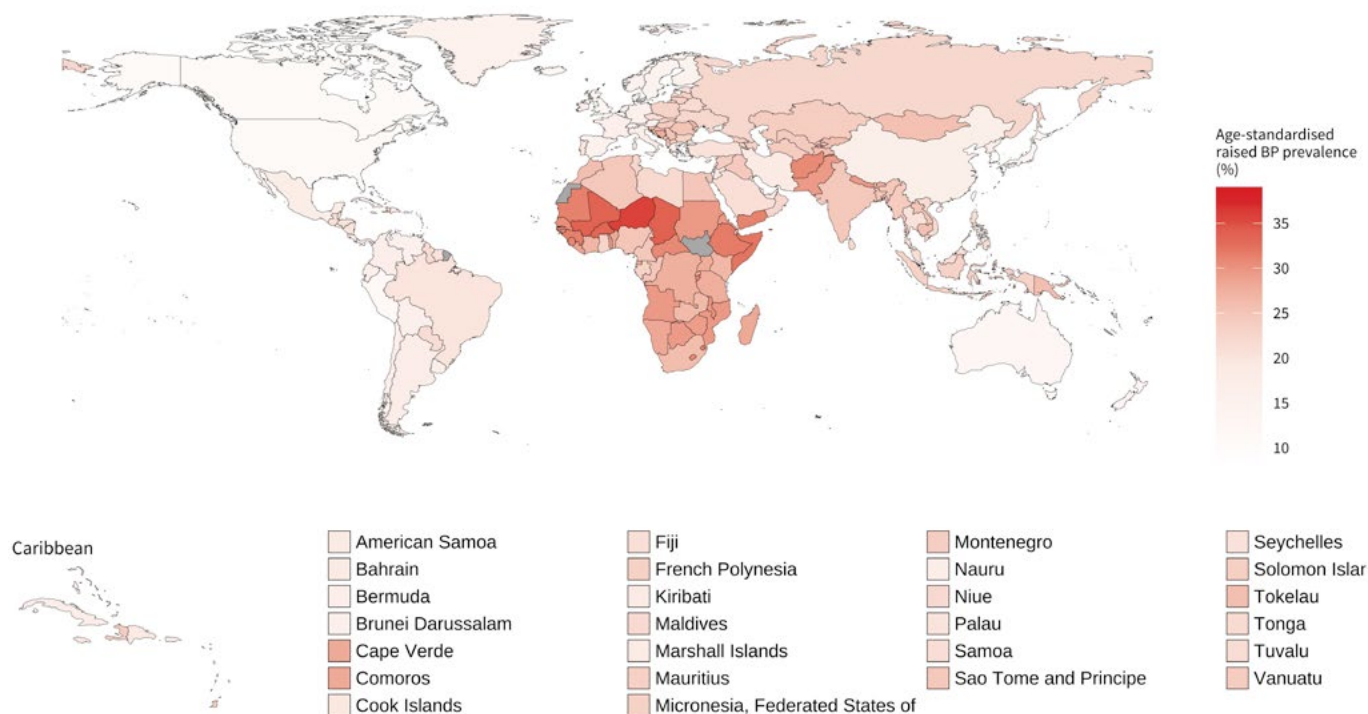 Age-standardised
raised BP prevalence
(%)
35
30
25
20
15
10
Caribbean
American Samoa
Bahrain
Bermuda
Brunei Darussalam
Cape Verde
Comoros
Cook Islands
Fiji
French Polynesia
Kiribati
Maldives
Marshall Islands
Mauritius
Micronesia, Federated States of
Montenegro
Nauru
Niue
Palau
Samoa
Sao Tome and Principe
Seychelles
Solomon Islar
Tokelau
Tonga
Tuvalu
Vanuatu